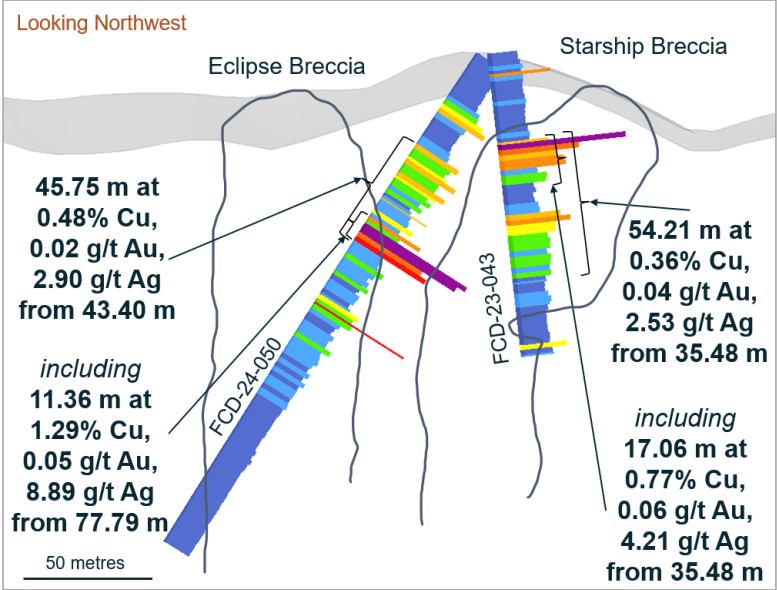 Looking Northwest
Eclipse Breccia
Starship Breccia
45.75 m at
0.48% Cu,
0.02 g/t Au,
2.90 g/t Ag
from 43.40 m
including
11.36 m at
1.29% Cu,
0.05 g/t Au,
8.89 g/t Ag
from 77.79 m
FCD-24-050
FCD-23-043
54.21 m at
0.36% Cu,
0.04 g/t Au,
2.53 g/t Ag
from 35.48 m
including
17.06 m at
0.77% Cu,
0.06 g/t Au,
4.21 g/t Ag
from 35.48 m
50 metres